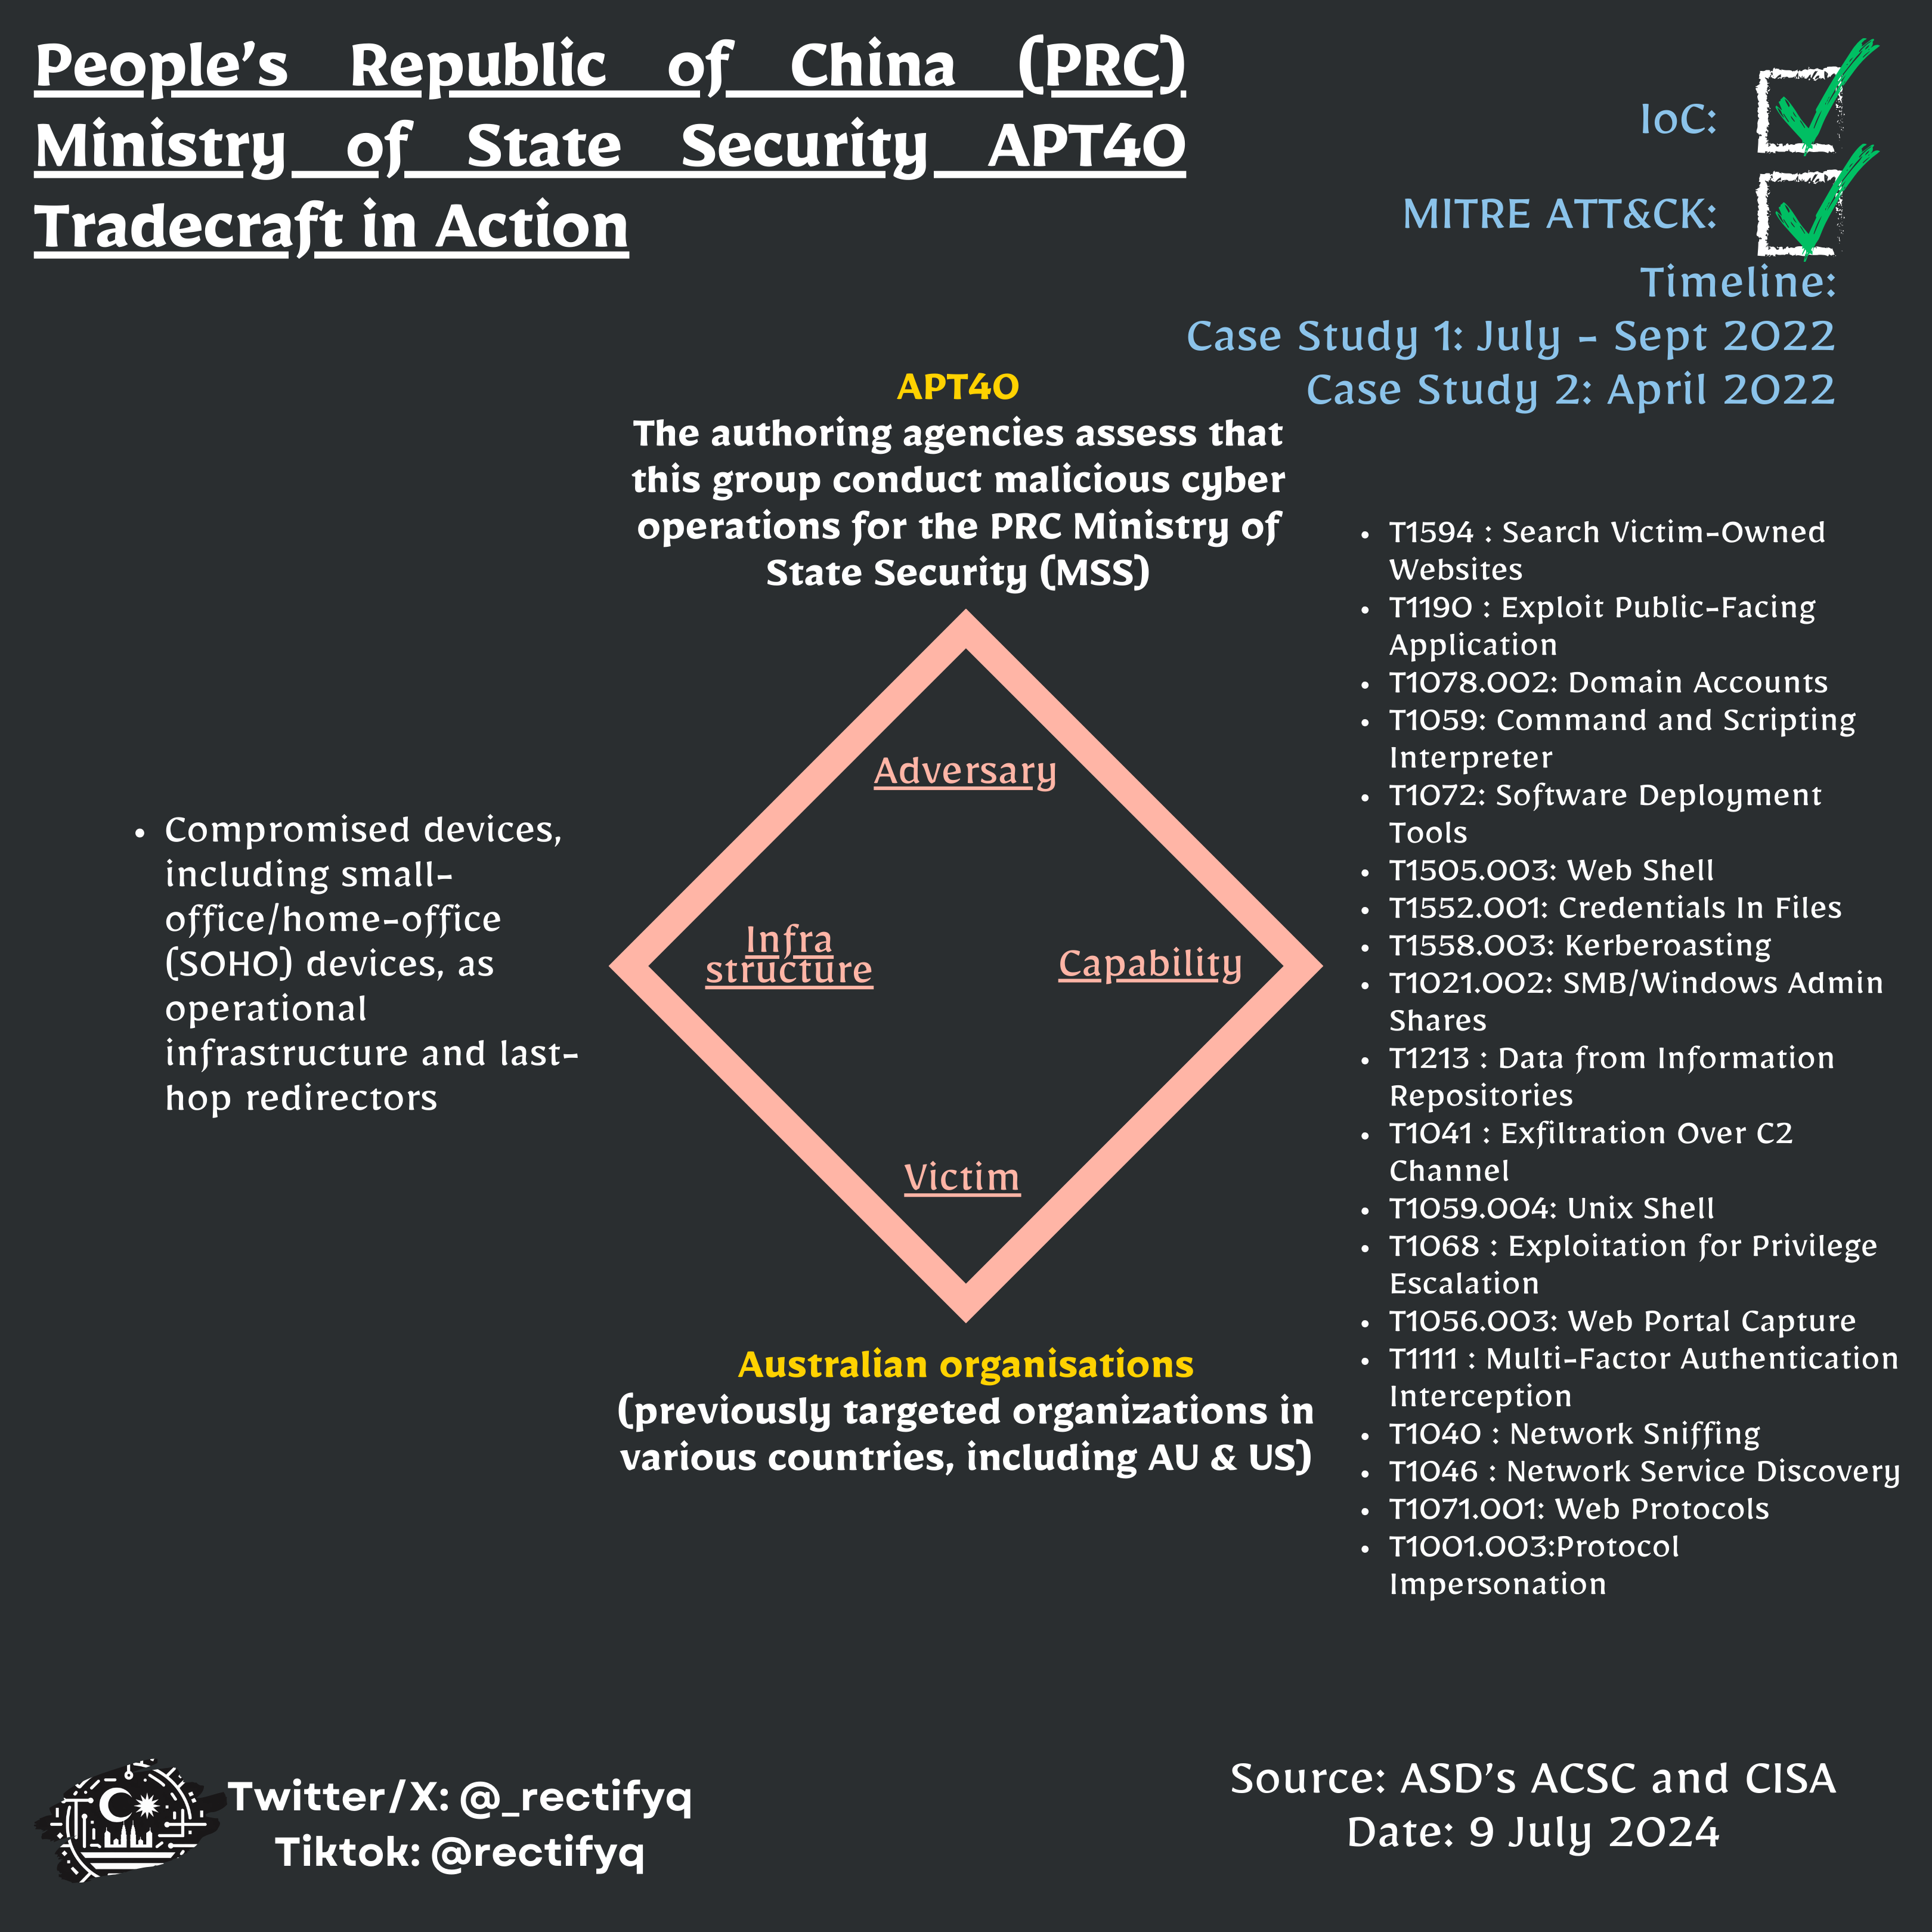 People's Republic of China (PRC)
Ministry of State Security APT40
Tradecraft in Action
IoC:
MITRE ATT&CK:
Timeline:
Case Study 1: July - Sept 2022
Case Study 2: April 2022
APT40
The authoring agencies assess that
this group conduct malicious cyber
operations for the PRC Ministry of
State Security (MSS)
Adversary
Infra
structure
Capability
Victim
• Compromised devices,
including small-
office/home-office
(SOHO) devices, as
operational
infrastructure and last-
hop redirectors
• T1594 : Search Victim-Owned
Websites
• T1190 : Exploit Public-Facing
Application
• T1078.002: Domain Accounts
• T1059: Command and Scripting
Interpreter
• T1072: Software Deployment
Tools
• T1505.003: Web Shell
• T1552.001: Credentials In Files
• T1558.003: Kerberoasting
• T1021.002: SMB/Windows Admin
Shares
• T1213 : Data from Information
Repositories
• T1041 : Exfiltration Over C2
Channel
• T1059.004: Unix Shell
• T1068 : Exploitation for Privilege
Escalation
• T1056.003: Web Portal Capture
• T1111 : Multi-Factor Authentication
Interception
• T1040 : Network Sniffing
• T1046 : Network Service Discovery
• T1071.001: Web Protocols
• T1001.003:Protocol
Impersonation
Australian organisations
(previously targeted organizations in
various countries, including AU & US)
Twitter/X: @_rectifyq
Tiktok: @rectifyq
Source: ASD's ACSC and CISA
Date: 9 July 2024